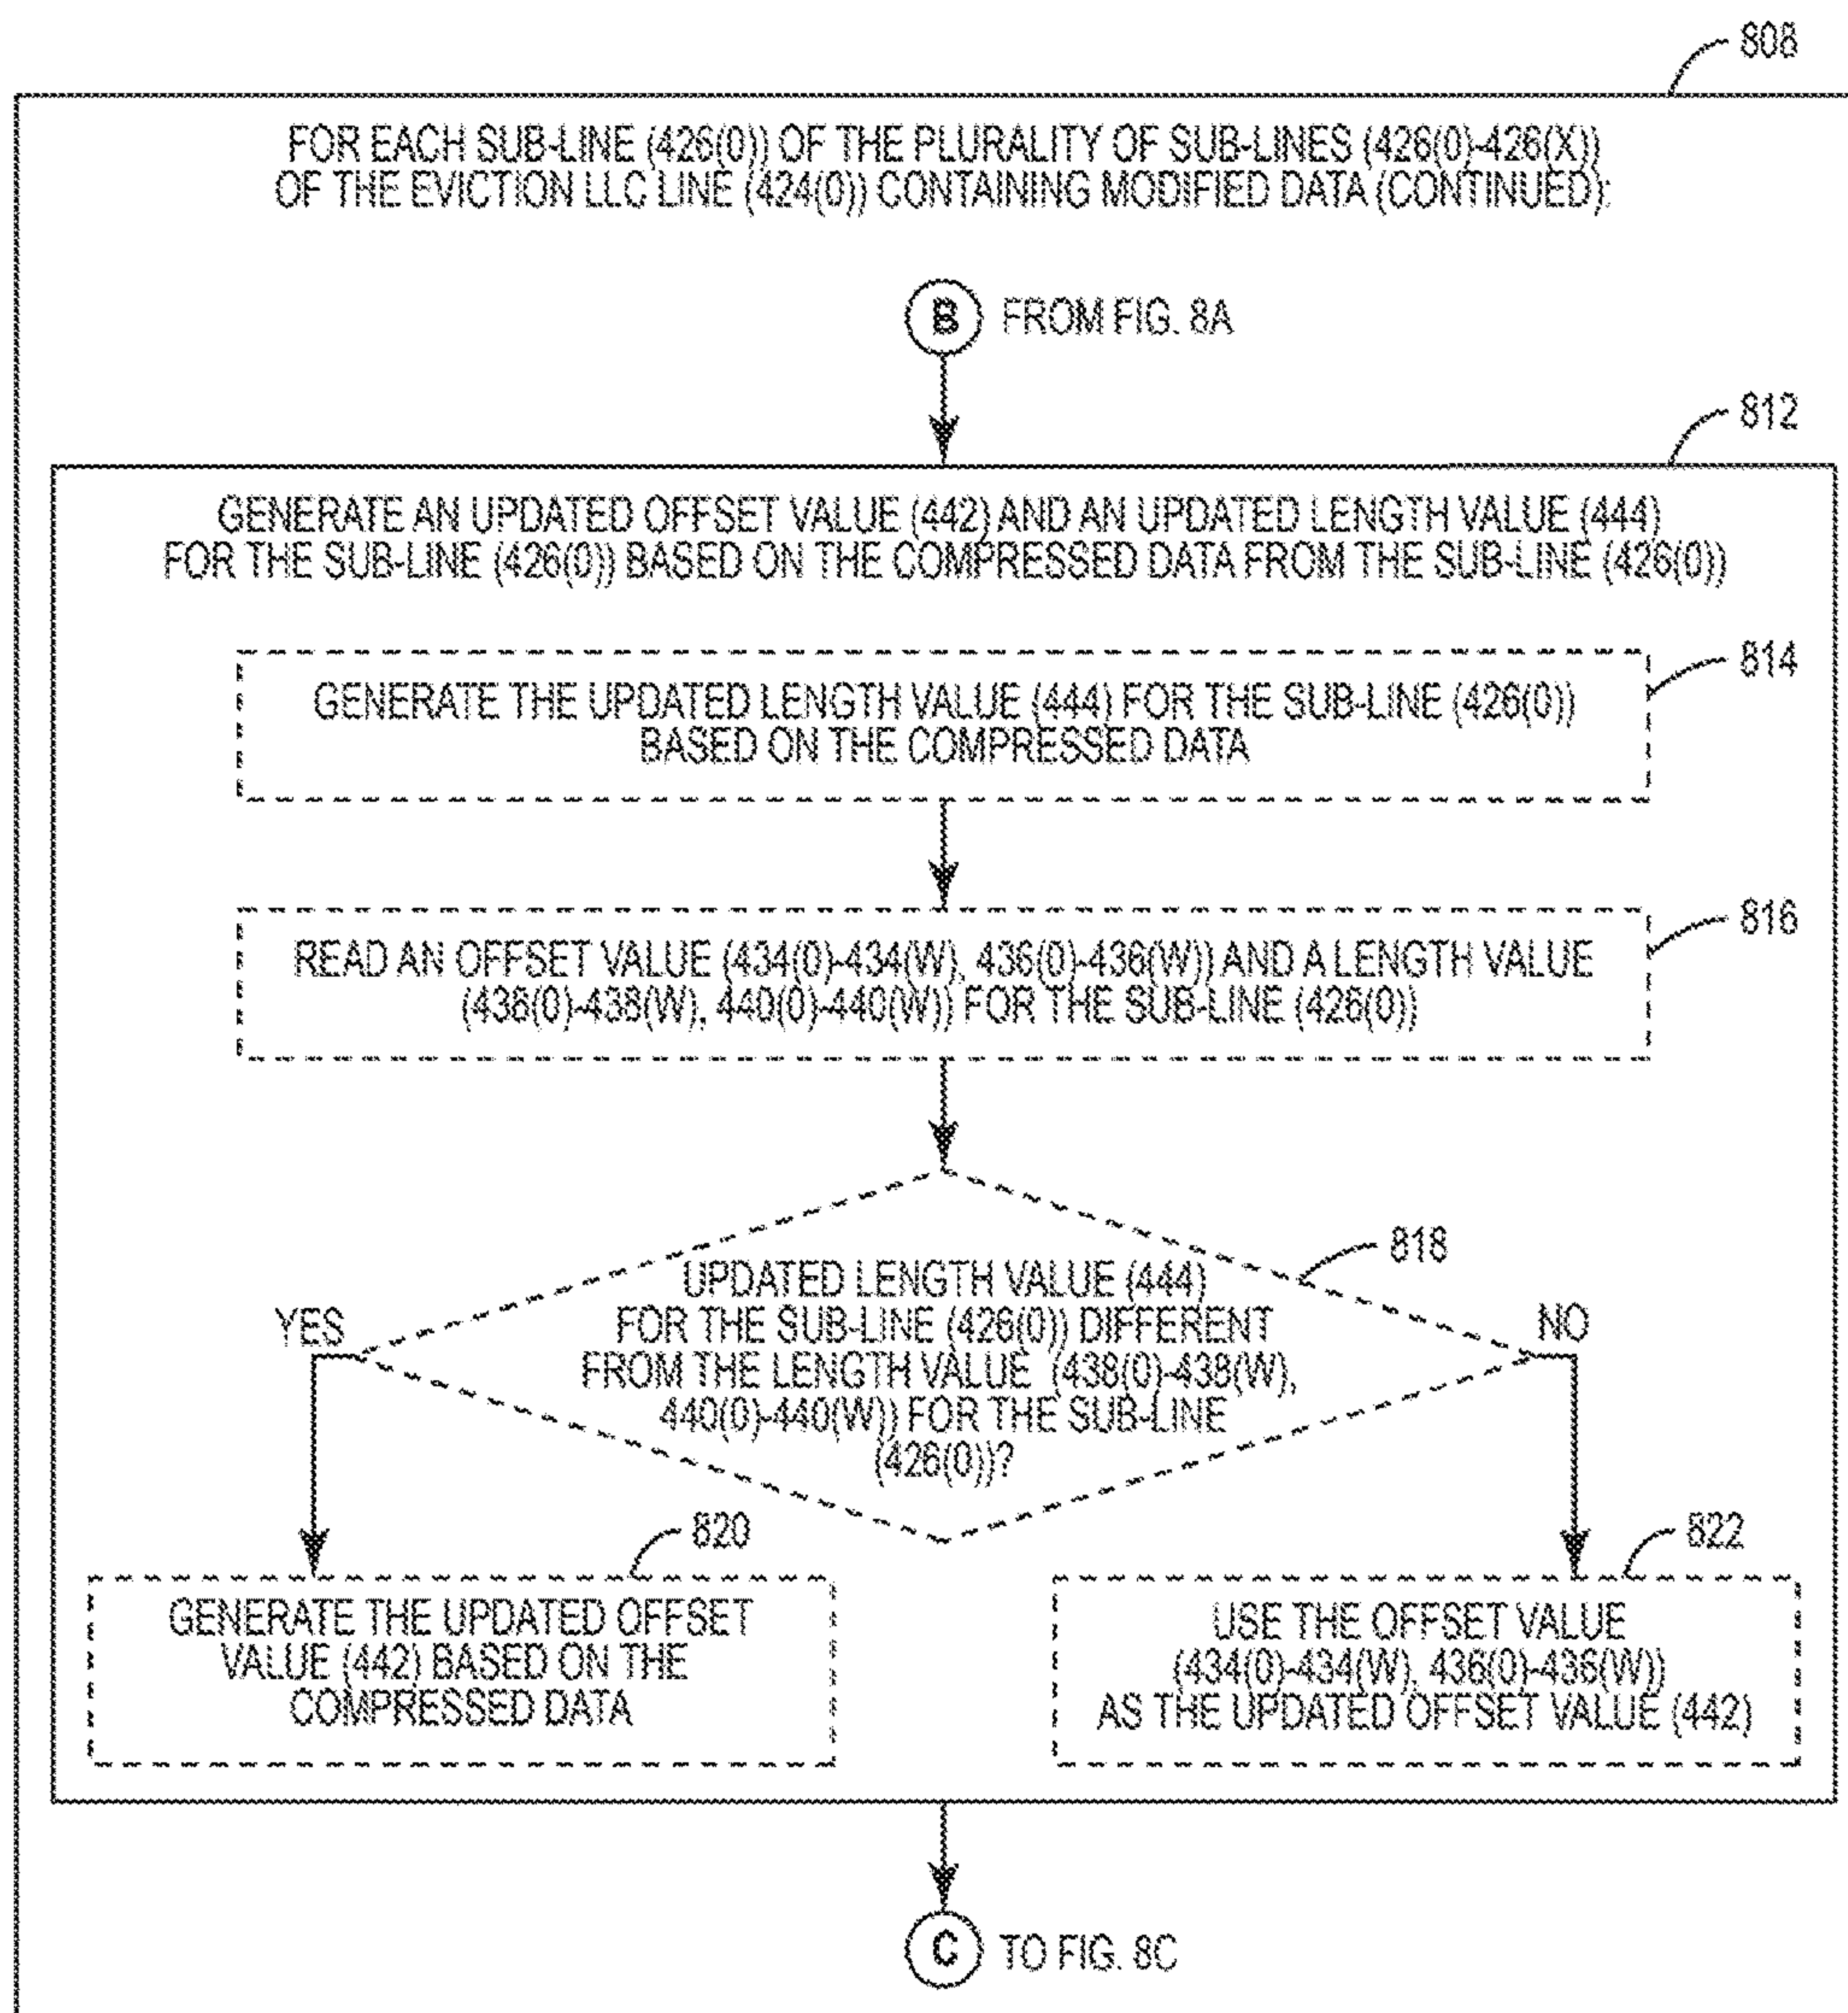 808
FOR EACH SUB-LINE (426(0)) OF THE PLURALITY OF SUB-LINES (426(0)-426(X))
OF THE EVICTION LLC LINE (424(0)) CONTAINING MODIFIED DATA (CONTINUED):
B FROM FIG. 8A
812
GENERATE AN UPDATED OFFSET VALUE (442) AND AN UPDATED LENGTH VALUE (444)
FOR THE SUB-LINE (426(0)) BASED ON THE COMPRESSED DATA FROM THE SUB-LINE (426(0))
814
GENERATE THE UPDATED LENGTH VALUE (444) FOR THE SUB-LINE (426(0))
BASED ON THE COMPRESSED DATA
816
READ AN OFFSET VALUE (434(0)-434(W), 436(0)-436(W)) AND A LENGTH VALUE
(438(0)-438(W), 440(0)-440(W)) FOR THE SUB-LINE (426(0))
818
UPDATED LENGTH VALUE (444)
FOR THE SUB-LINE (426(0)) DIFFERENT
FROM THE LENGTH VALUE (438(0)-438(W),
440(0)-440(W)) FOR THE SUB-LINE
(426(0))?
YES
NO
820
GENERATE THE UPDATED OFFSET
VALUE (442) BASED ON THE
COMPRESSED DATA
822
USE THE OFFSET VALUE
(434(0)-434(W), 436(0)-436(W))
AS THE UPDATED OFFSET VALUE (442)
C TO FIG. 8C